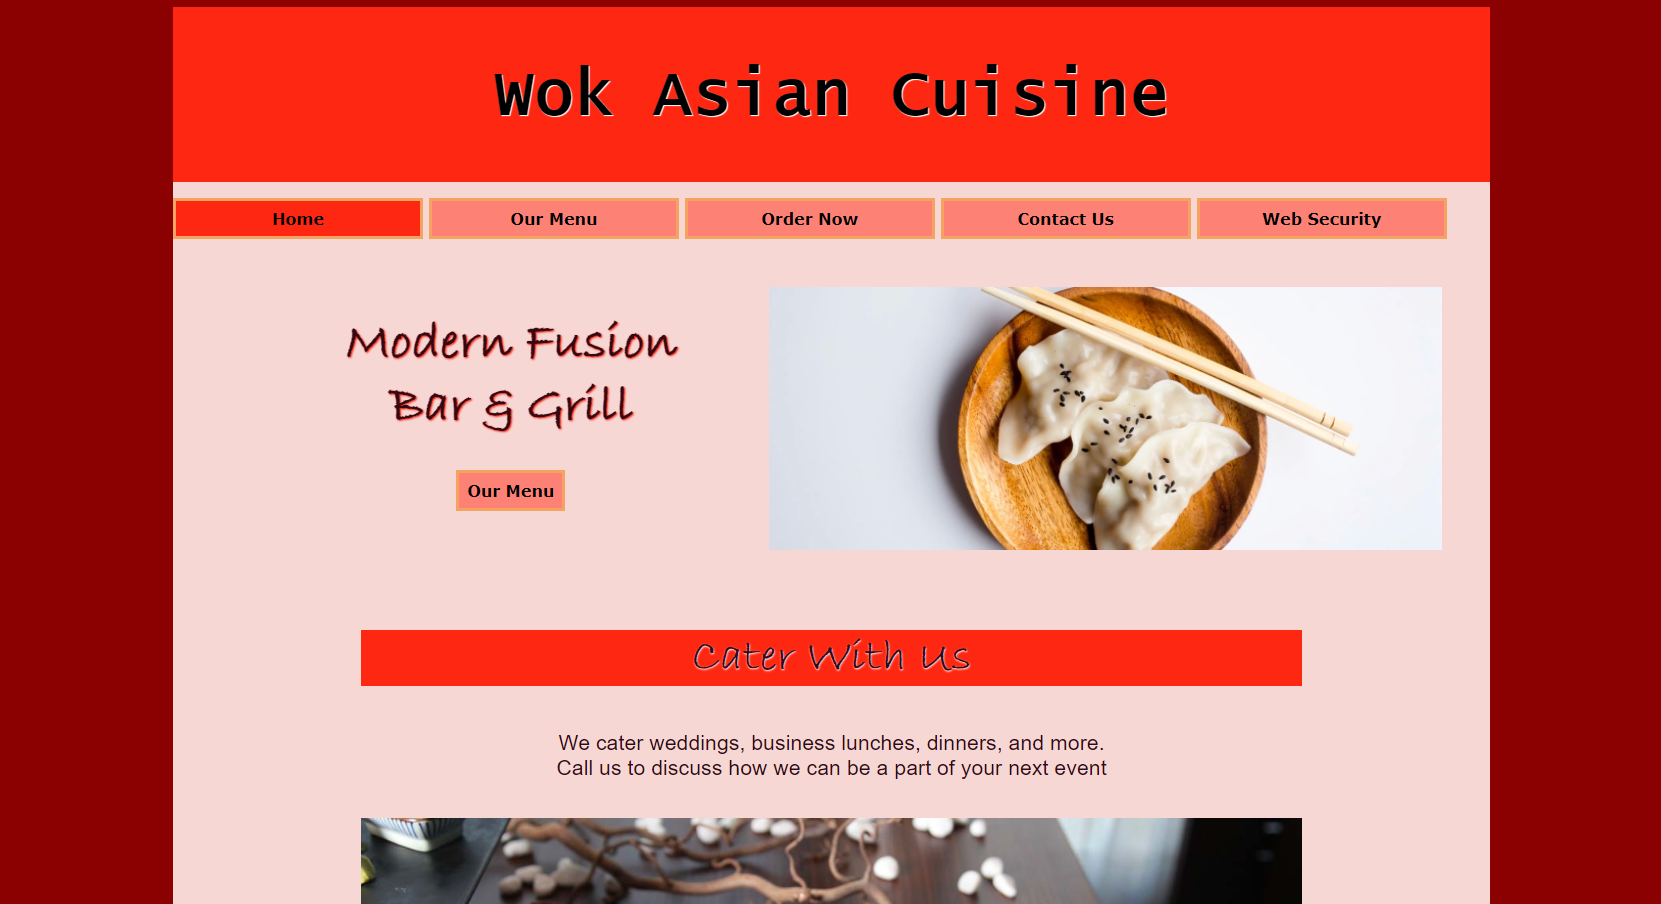 Wok Asian Cuisine
Home Our Menu Order Now Contact Us Web Security
Modern Fusion
Bar & Grill
Our Menu
Cater With Us
We cater weddings, business lunches, dinners, and more.
Call us to discuss how we can be a part of your next event